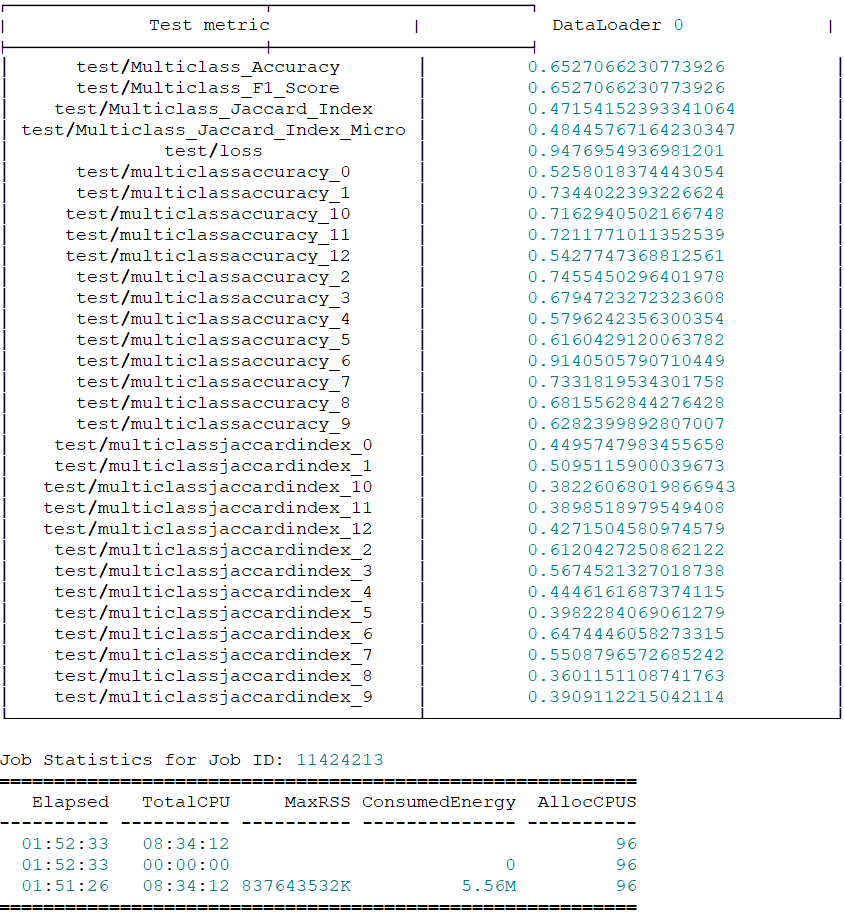 Test metric | DataLoader 0 |
test/Multiclass_Accuracy | 0.6527066230773926
test/Multiclass_F1_Score | 0.6527066230773926
test/Multiclass_Jaccard_Index | 0.47154152393341064
test/Multiclass_Jaccard_Index_Micro | 0.48445767164230347
test/loss | 0.9476954936981201
test/multiclassaccuracy_0 | 0.5258018374443054
test/multiclassaccuracy_1 | 0.7344022393226624
test/multiclassaccuracy_10 | 0.7162940502166748
test/multiclassaccuracy_11 | 0.7211771011352539
test/multiclassaccuracy_12 | 0.5427747368812561
test/multiclassaccuracy_2 | 0.7455450296401978
test/multiclassaccuracy_3 | 0.6794723272323608
test/multiclassaccuracy_4 | 0.5796242356300354
test/multiclassaccuracy_5 | 0.6160429120063782
test/multiclassaccuracy_6 | 0.9140505790710449
test/multiclassaccuracy_7 | 0.7331819534301758
test/multiclassaccuracy_8 | 0.6815562844276428
test/multiclassaccuracy_9 | 0.6282399892807007
test/multiclassjaccardindex_0 | 0.4495747983455658
test/multiclassjaccardindex_1 | 0.5095115900039673
test/multiclassjaccardindex_10 | 0.38226068019866943
test/multiclassjaccardindex_11 | 0.3898518979549408
test/multiclassjaccardindex_12 | 0.4271504580974579
test/multiclassjaccardindex_2 | 0.6120427250862122
test/multiclassjaccardindex_3 | 0.5674521327018738
test/multiclassjaccardindex_4 | 0.4446161687374115
test/multiclassjaccardindex_5 | 0.3982284069061279
test/multiclassjaccardindex_6 | 0.6474446058273315
test/multiclassjaccardindex_7 | 0.5508796572685242
test/multiclassjaccardindex_8 | 0.3601151108741763
test/multiclassjaccardindex_9 | 0.3909112215042114
Job Statistics for Job ID: 11424213
Elapsed TotalCPU MaxRSS ConsumedEnergy AllocCPUS
01:52:33 08:34:12 96
01:52:33 00:00:00 0 96
01:51:26 08:34:12 837643532K 5.56M 96